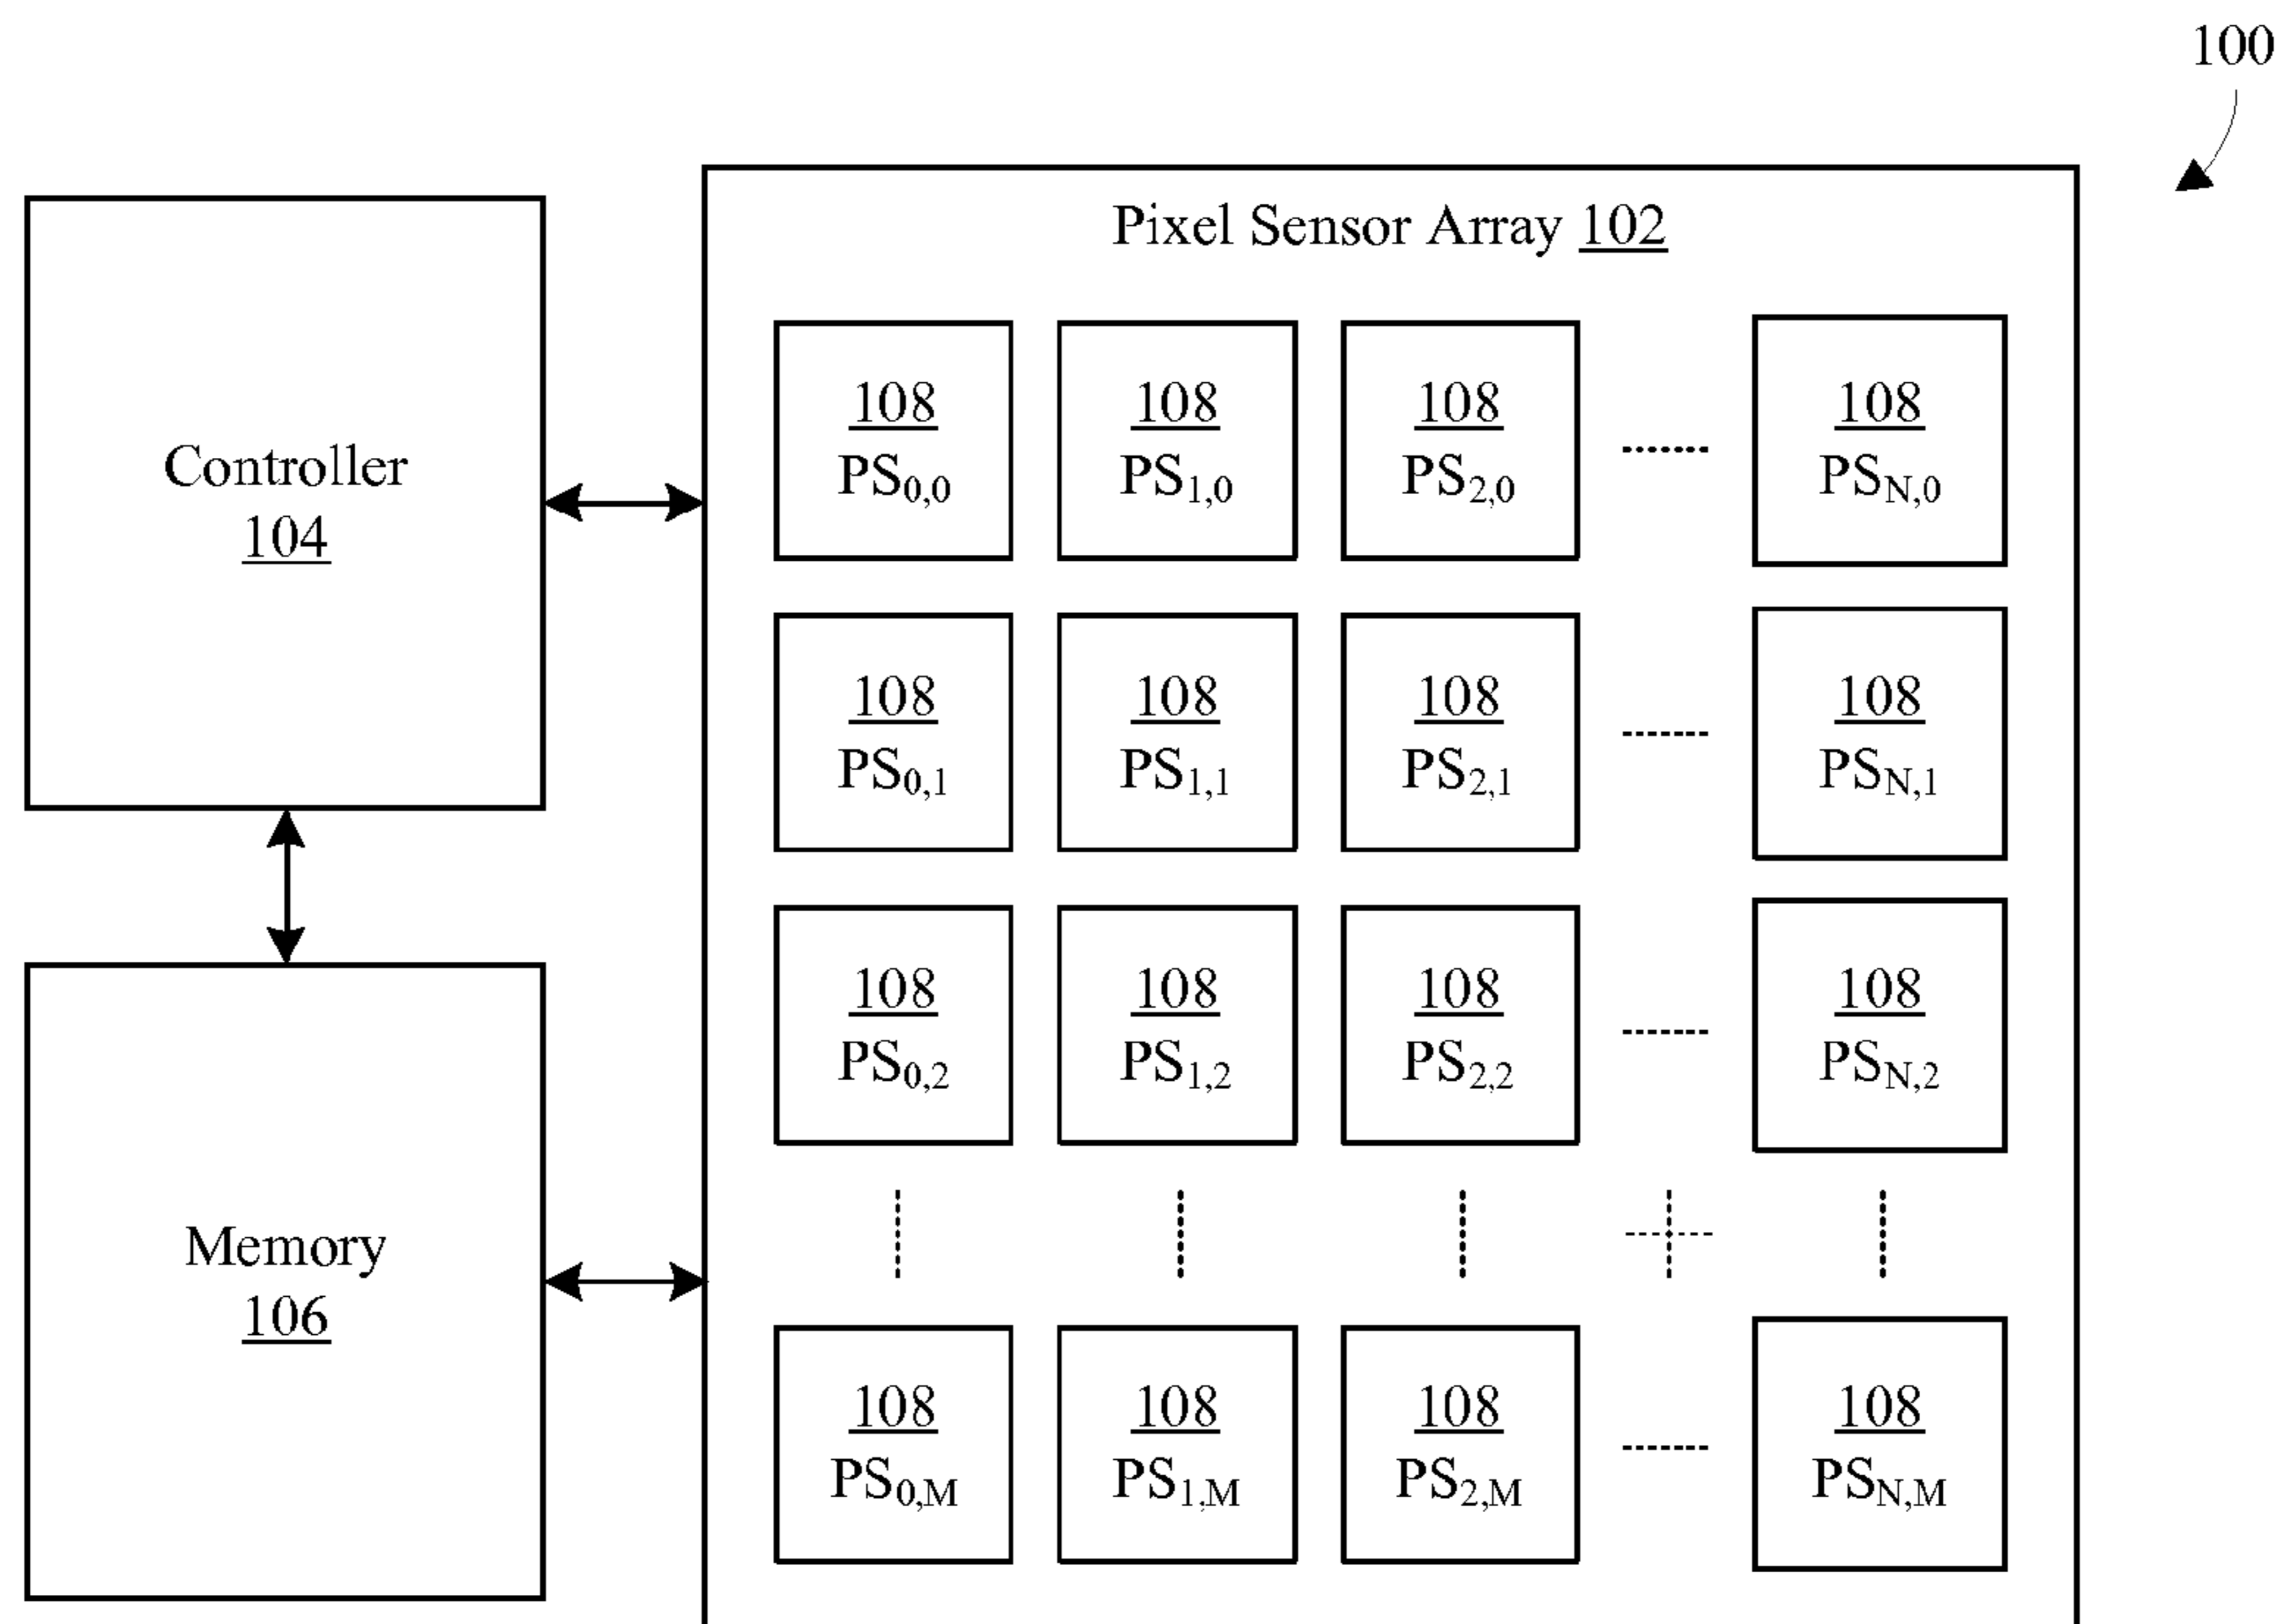 100
Pixel Sensor Array 102
Controller
104
108 108 108 108
PS0,0 PS1,0 PS2,0 PSN,0
108 108 108 108
PS0,1 PS1,1 PS2,1 PSN,1
108 108 108 108
PS0,2 PS1,2 PS2,2 PSN,2
Memory
106
108 108 108 108
PS0,M PS1,M PS2,M PSN,M